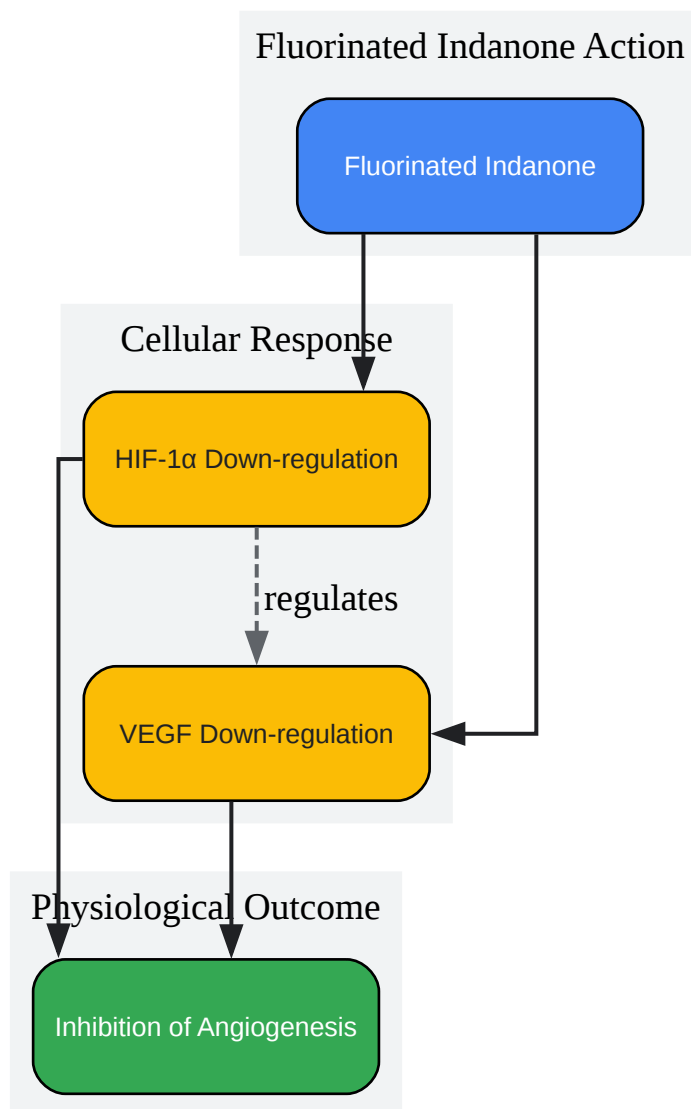 Fluorinated Indanone Action
Fluorinated Indanone
Cellular Response
HIF-1α Down-regulation
regulates
VEGF Down-regulation
Physiological Outcome
Inhibition of Angiogenesis